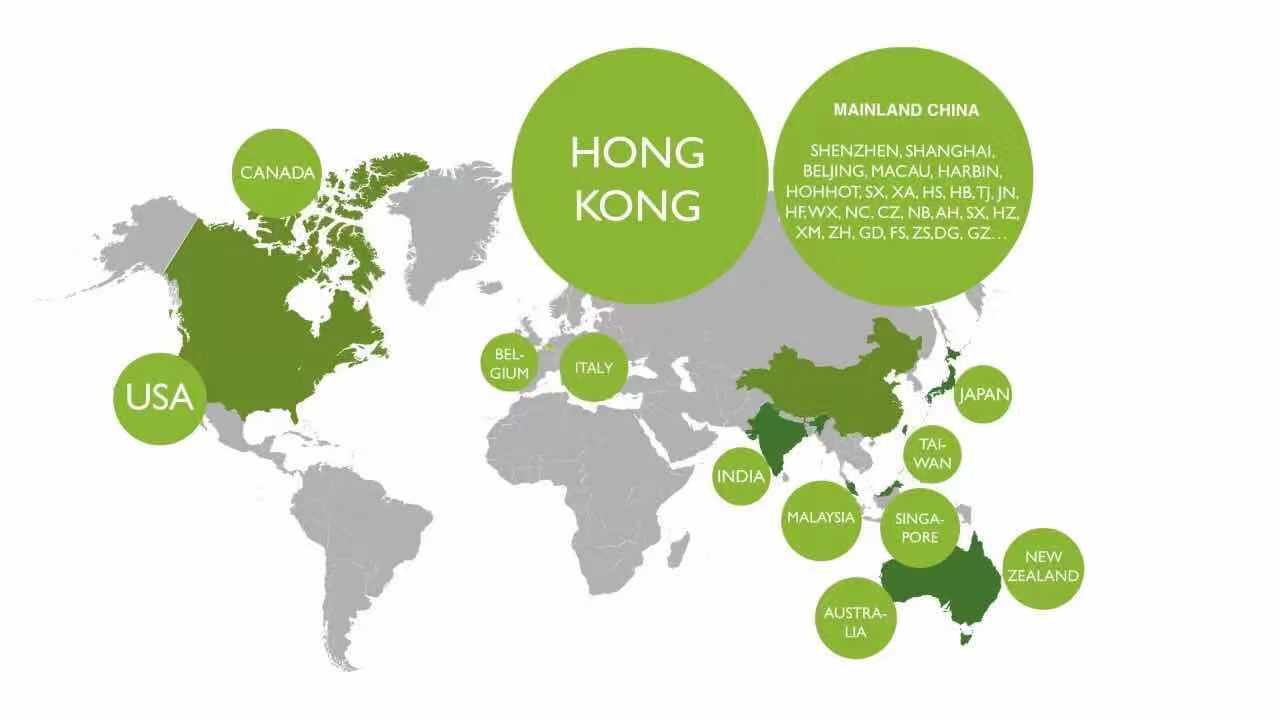 HONG
KONG
MAINLAND CHINA
SHENZHEN, SHANGHAI,
BELJING, MACAU, HARBIN,
HOHHOT, SX, XA, HS, HB, TJ, JN,
HF, WX, NC, CZ, NB, AH, SX, HZ,
XM, ZH, GD, FS, ZS,DG, GZ…
CANADA
USA
BEL-
GIUM
ITALY
JAPAN
TAI-
WAN
INDIA
MALAYSIA
SINGA-
PORE
NEW
ZEALAND
AUSTRA-
LIA